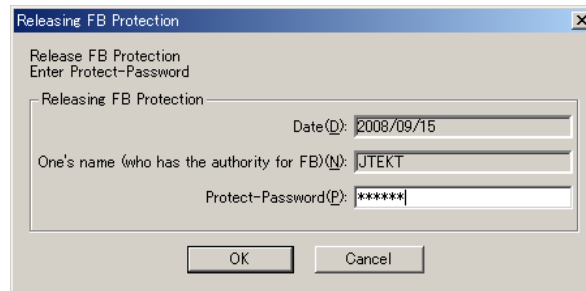 Releasing FB Protection
Release FB Protection
Enter Protect-Password
Releasing FB Protection
Date(D): 2008/09/15
One's name (who has the authority for FB)(N): JTEKT
Protect-Password(P): ******
OK Cancel